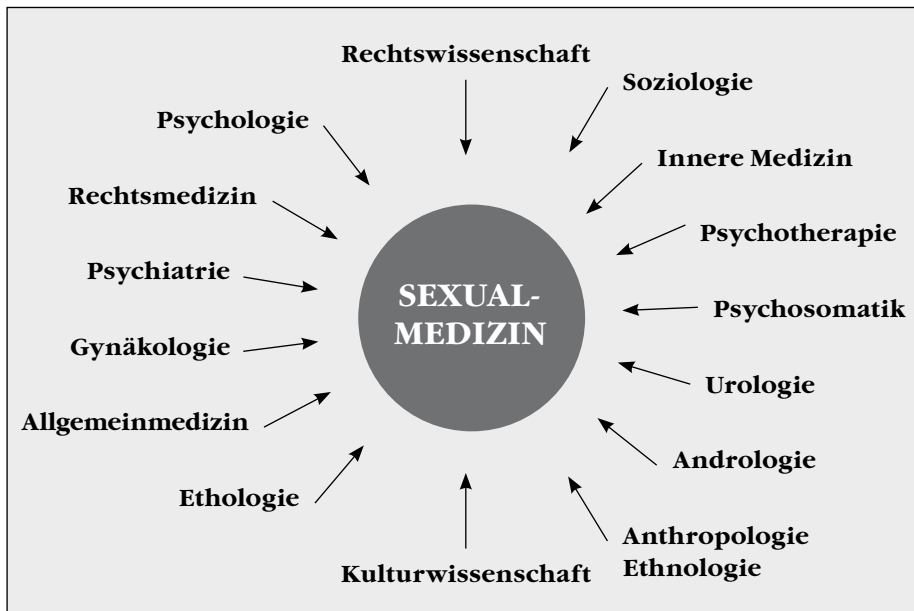 Rechtswissenschaft
Soziologie
Psychologie
Innere Medizin
Rechtsmedizin
Psychotherapie
Psychiatrie
SEXUAL-
MEDIZIN
Psychosomatik
Gynäkologie
Urologie
Allgemeinmedizin
Andrologie
Ethologie
Anthropologie
Ethnologie
Kulturwissenschaft